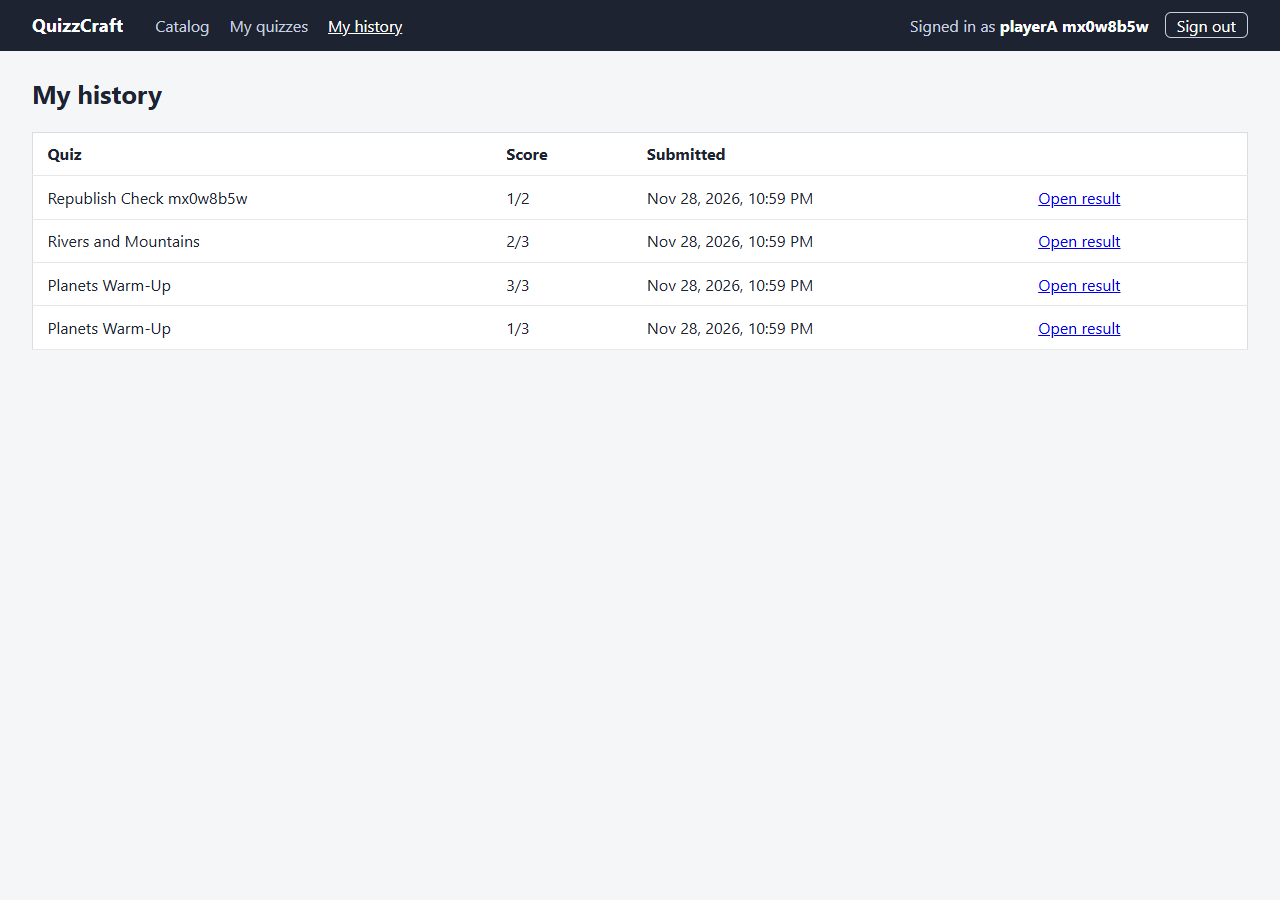 QuizzCraft Catalog My quizzes My history Signed in as playerA mx0w8b5w Sign out
My history
Quiz Score Submitted
Republish Check mx0w8b5w 1/2 Nov 28, 2026, 10:59 PM Open result
Rivers and Mountains 2/3 Nov 28, 2026, 10:59 PM Open result
Planets Warm-Up 3/3 Nov 28, 2026, 10:59 PM Open result
Planets Warm-Up 1/3 Nov 28, 2026, 10:59 PM Open result